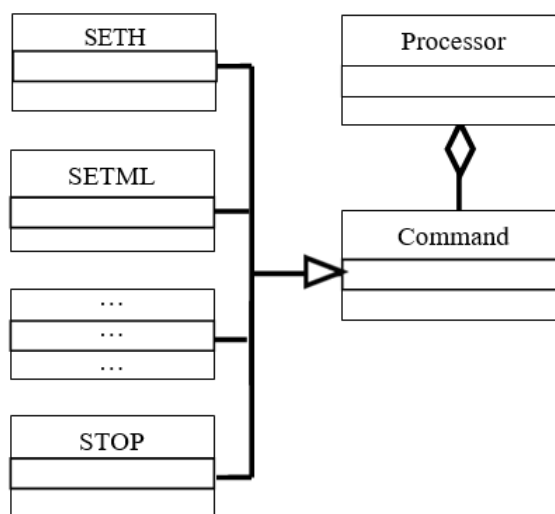 SETH
Processor
SETML
Command
…
…
…
STOP